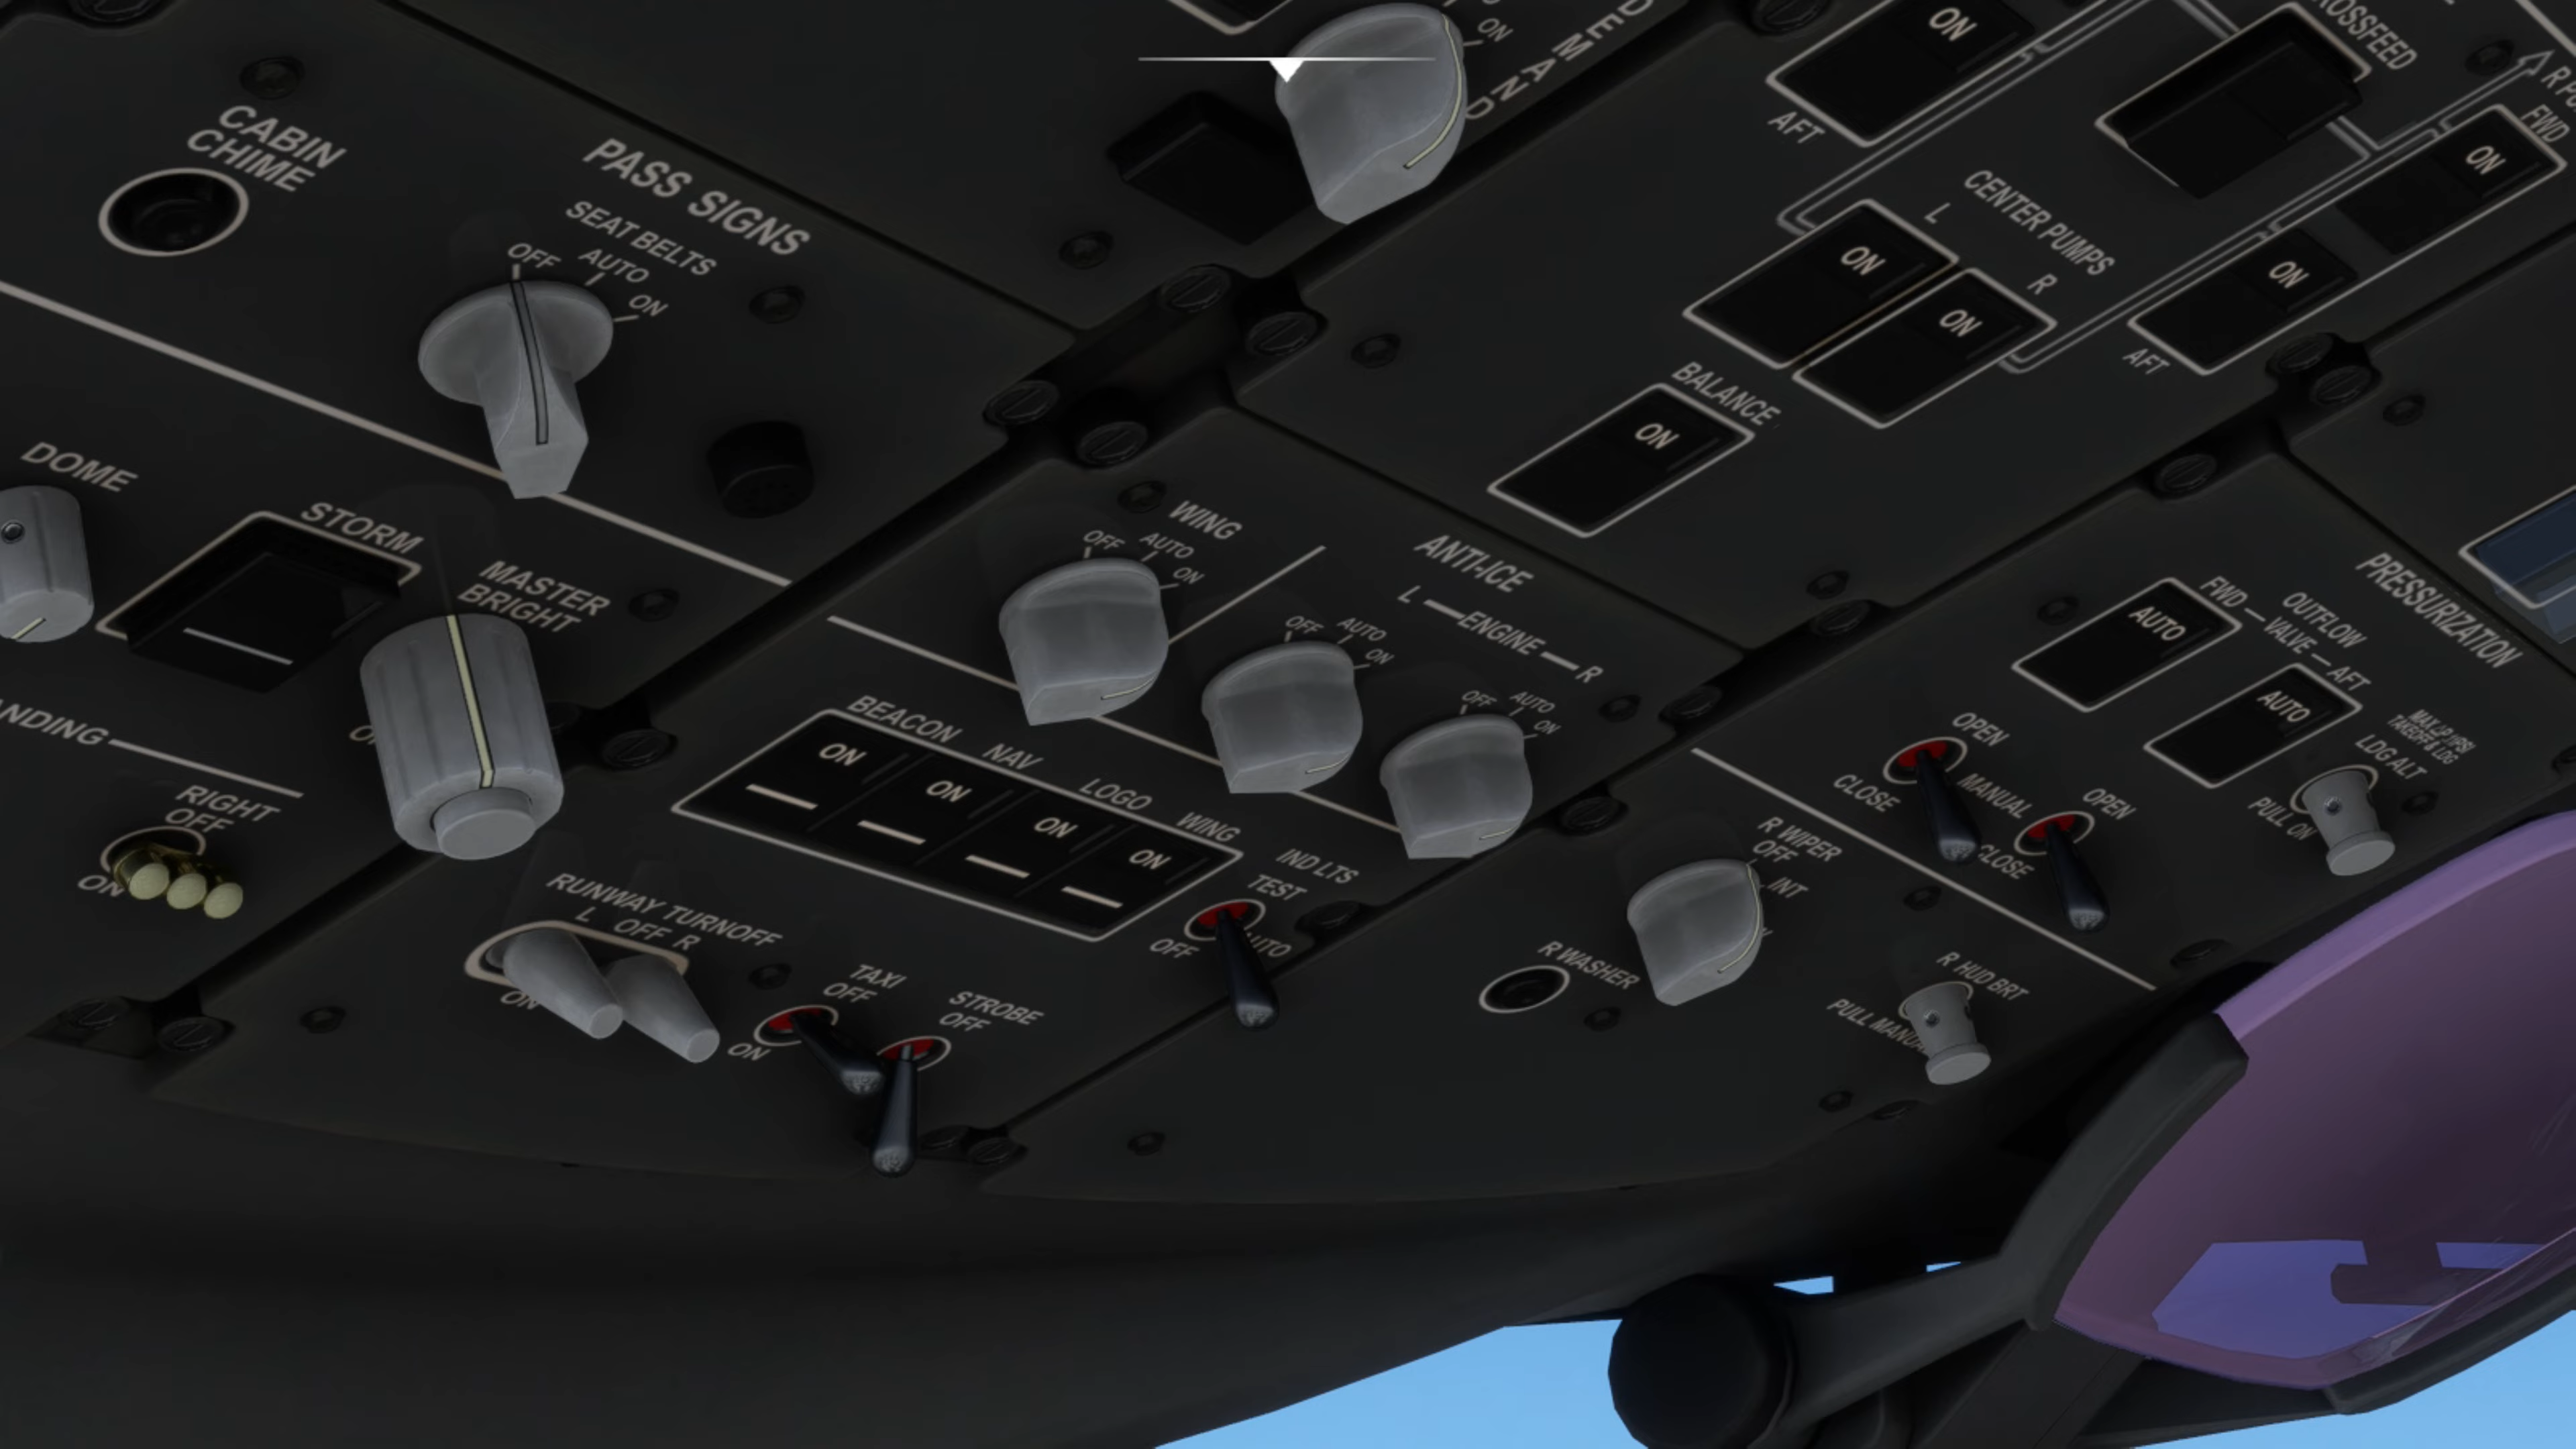 ON
DEMAND
ON
AFT
FWD
ON
CENTER PUMPS
L
R
ON
ON
ON
AFT
BALANCE
ON
CABIN
CHIME
PASS SIGNS
SEAT BELTS
OFF
AUTO
ON
DOME
STORM
MASTER
BRIGHT
WING
OFF
AUTO
ON
ANTI-ICE
L — ENGINE — R
OFF
AUTO
ON
OFF
AUTO
ON
PRESSURIZATION
OUTFLOW
FWD — VALVE — AFT
AUTO
AUTO
OPEN
MANUAL
CLOSE
OPEN
CLOSE
LDG ALT
PULL ON
BEACON
NAV
LOGO
WING
ON
ON
ON
ON
IND LTS
TEST
OFF
R WIPER
OFF
INT
R WASHER
R HUD BRT
RIGHT
OFF
ON
RUNWAY TURNOFF
L OFF R
ON
TAXI
OFF
ON
STROBE
OFF